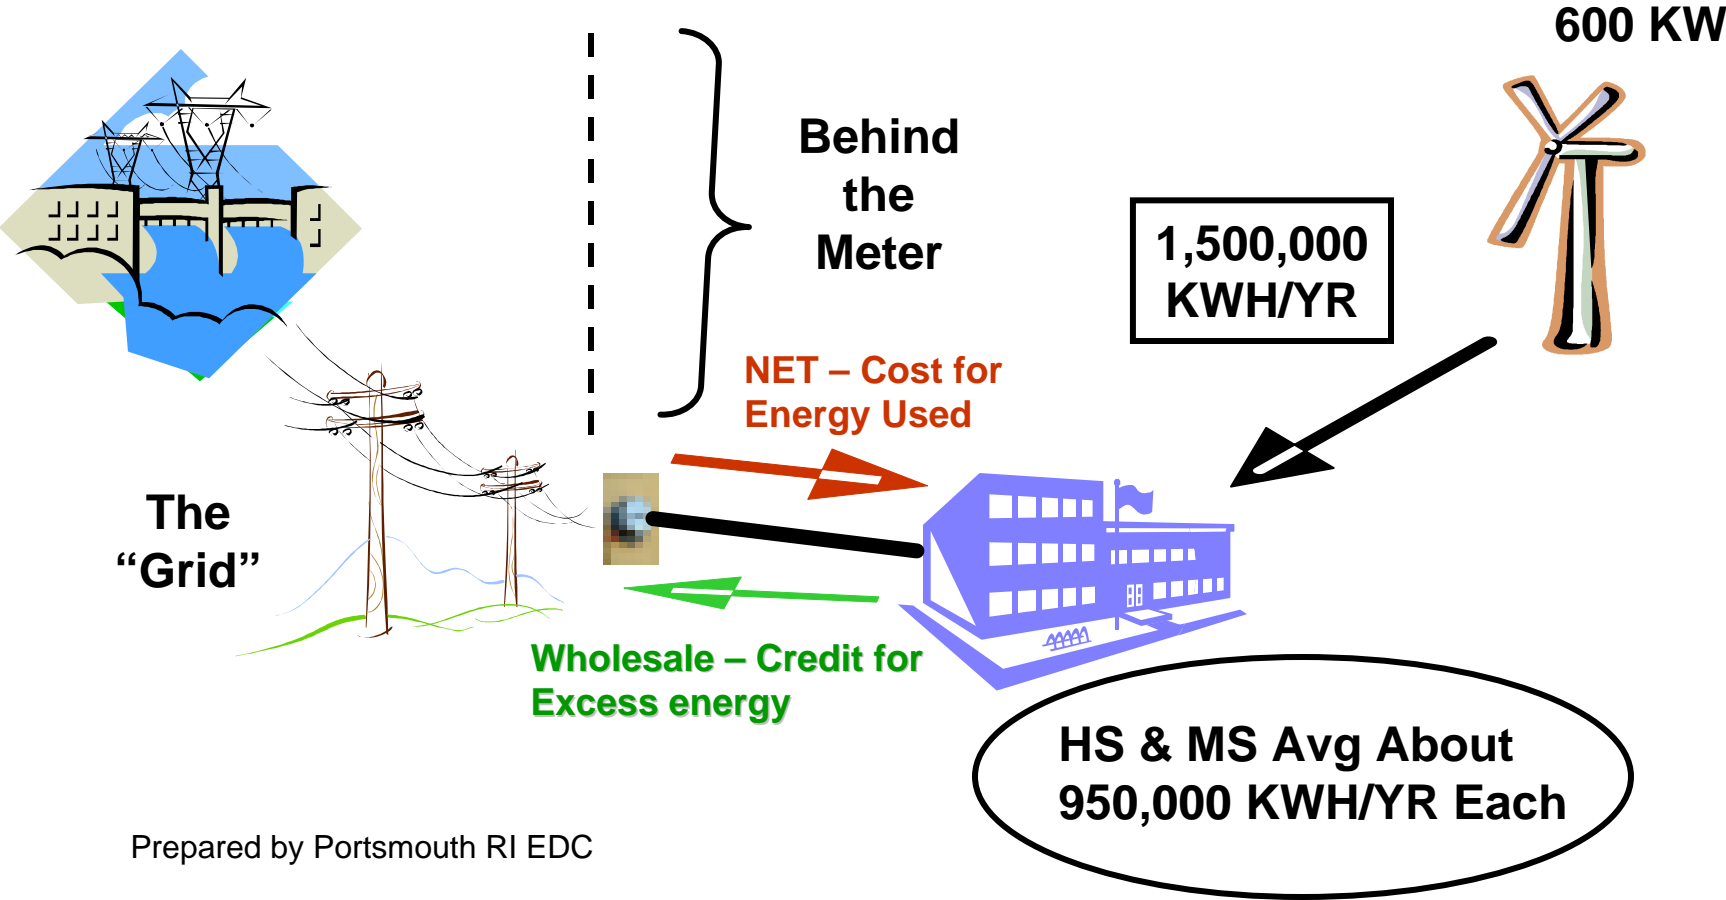 600 KW
Behind
the
Meter
1,500,000
KWH/YR
NET – Cost for
Energy Used
The
“Grid”
Wholesale – Credit for
Excess energy
HS & MS Avg About
950,000 KWH/YR Each
Prepared by Portsmouth RI EDC